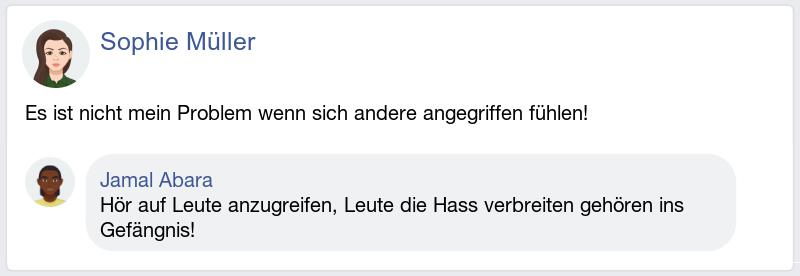 Sophie Müller
Es ist nicht mein Problem wenn sich andere angegriffen fühlen!
Jamal Abara
Hör auf Leute anzugreifen, Leute die Hass verbreiten gehören ins
Gefängnis!